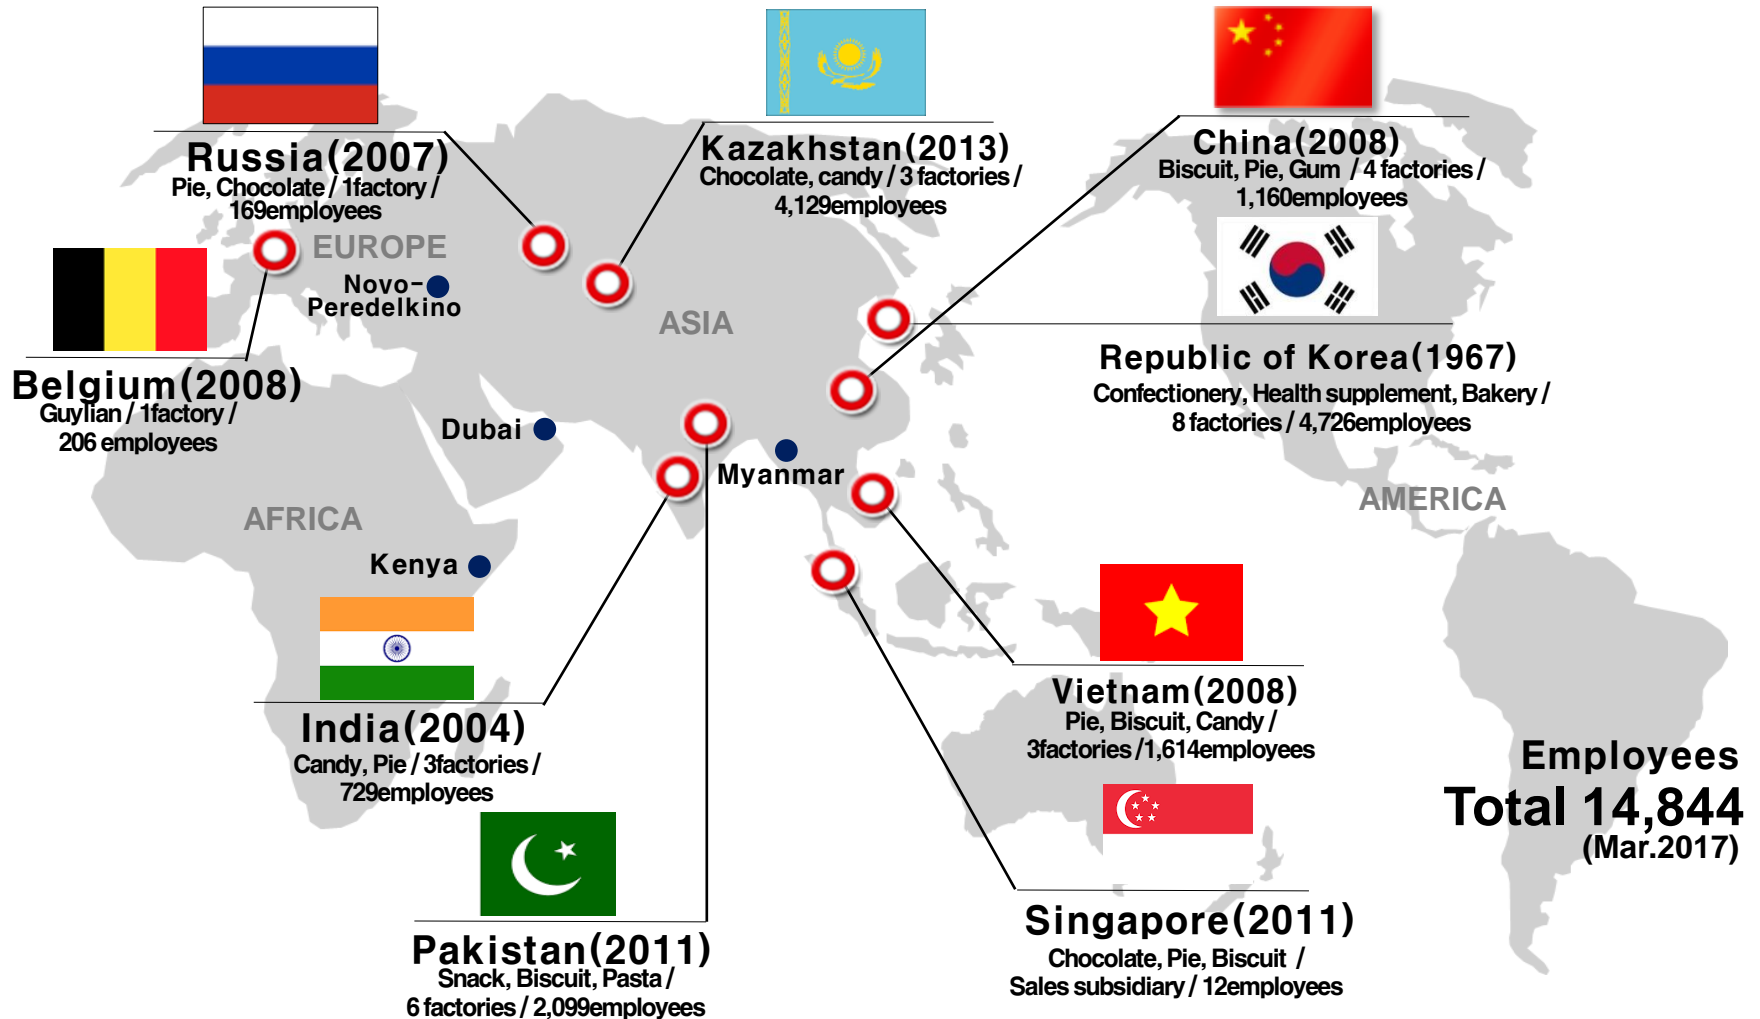 Russia(2007)
Pie, Chocolate / 1factory /
169employees
Kazakhstan(2013)
Chocolate, candy / 3 factories /
4,129employees
China(2008)
Biscuit, Pie, Gum / 4 factories /
1,160employees
EUROPE
Novo-
Peredelkino
ASIA
Republic of Korea(1967)
Confectionery, Health supplement, Bakery /
8 factories / 4,726employees
Belgium(2008)
Guylian / 1factory /
206 employees
Dubai
Myanmar
AMERICA
AFRICA
Kenya
India(2004)
Candy, Pie / 3factories /
729employees
Vietnam(2008)
Pie, Biscuit, Candy /
3factories /1,614employees
Employees
Total 14,844
(Mar.2017)
Pakistan(2011)
Snack, Biscuit, Pasta /
6 factories / 2,099employees
Singapore(2011)
Chocolate, Pie, Biscuit /
Sales subsidiary / 12employees